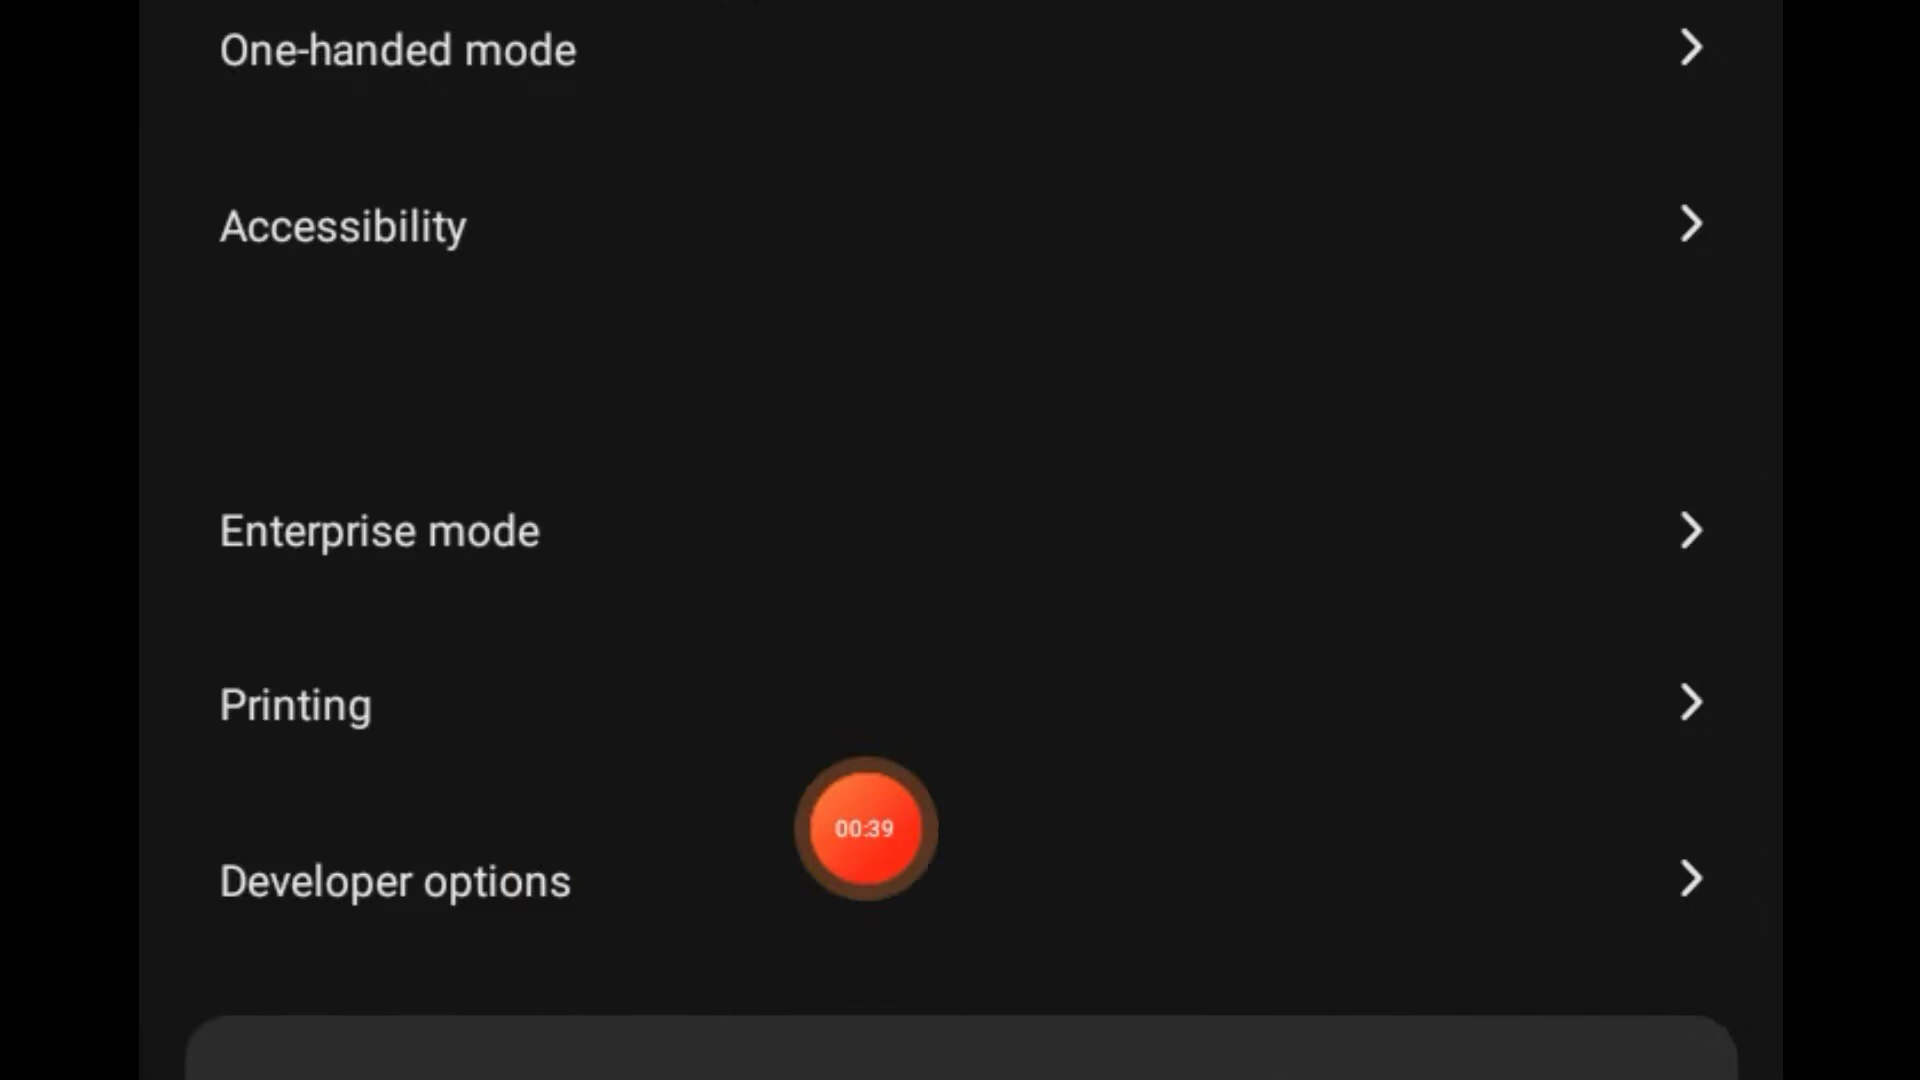 One-handed mode
Accessibility
Enterprise mode
Printing
00:39
Developer options